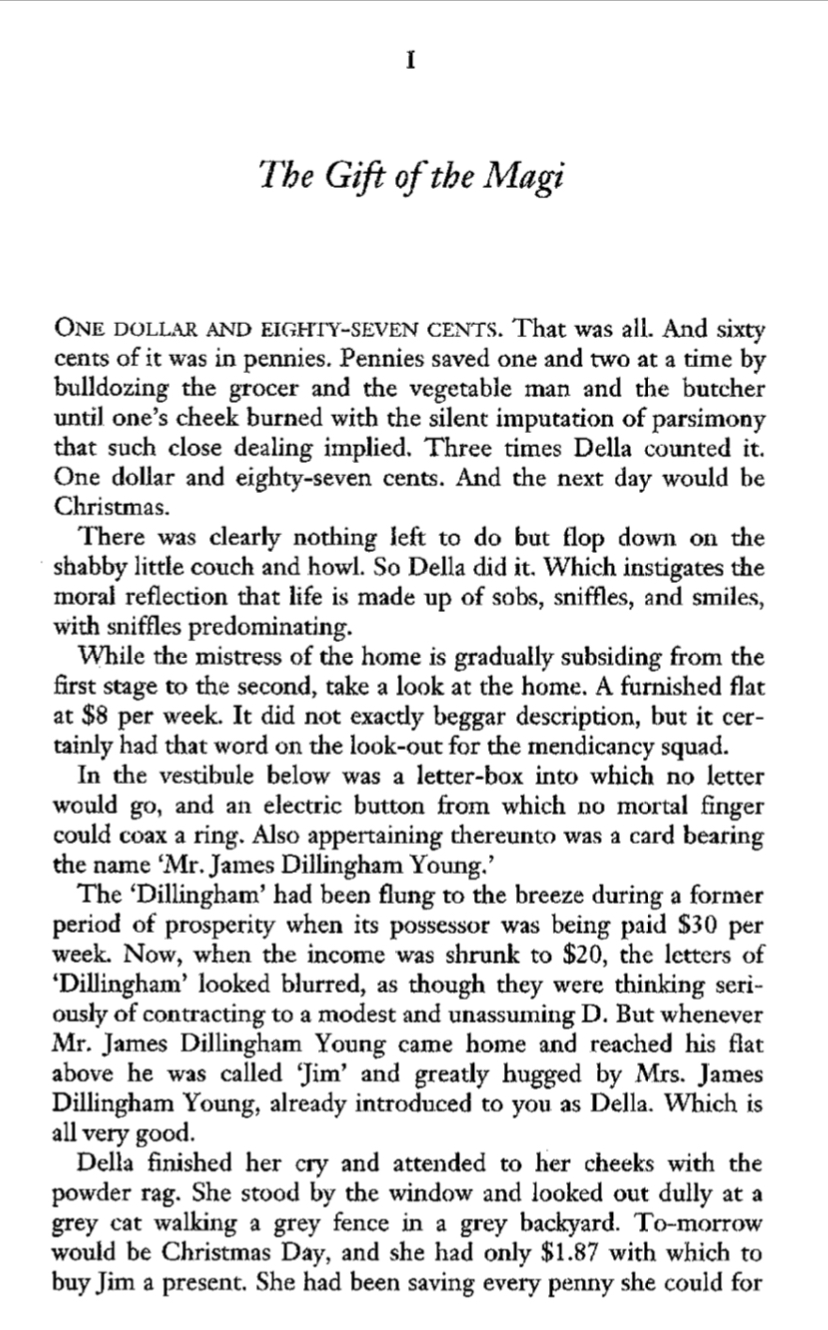 I
The Gift of the Magi
ONE DOLLAR AND EIGHTY-SEVEN CENTS. That was all. And sixty
cents of it was in pennies. Pennies saved one and two at a time by
bulldozing the grocer and the vegetable man and the butcher
until one's cheek burned with the silent imputation of parsimony
that such close dealing implied. Three times Della counted it.
One dollar and eighty-seven cents. And the next day would be
Christmas.
There was clearly nothing left to do but flop down on the
shabby little couch and howl. So Della did it. Which instigates the
moral reflection that life is made up of sobs, sniffles, and smiles,
with sniffles predominating.
While the mistress of the home is gradually subsiding from the
first stage to the second, take a look at the home. A furnished flat
at $8 per week. It did not exactly beggar description, but it cer-
tainly had that word on the look-out for the mendicancy squad.
In the vestibule below was a letter-box into which no letter
would go, and an electric button from which no mortal finger
could coax a ring. Also appertaining thereunto was a card bearing
the name ‘Mr. James Dillingham Young.’
The ‘Dillingham’ had been flung to the breeze during a former
period of prosperity when its possessor was being paid $30 per
week. Now, when the income was shrunk to $20, the letters of
‘Dillingham’ looked blurred, as though they were thinking seri-
ously of contracting to a modest and unassuming D. But whenever
Mr. James Dillingham Young came home and reached his flat
above he was called ‘Jim’ and greatly hugged by Mrs. James
Dillingham Young, already introduced to you as Della. Which is
all very good.
Della finished her cry and attended to her cheeks with the
powder rag. She stood by the window and looked out dully at a
grey cat walking a grey fence in a grey backyard. To-morrow
would be Christmas Day, and she had only $1.87 with which to
buy Jim a present. She had been saving every penny she could for